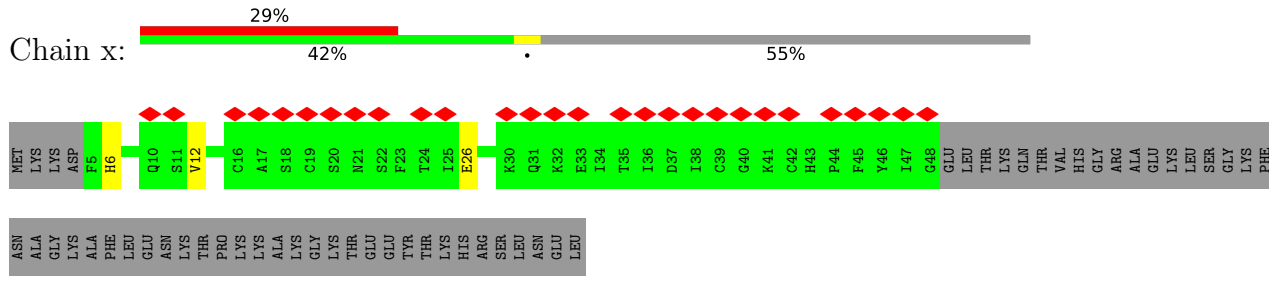 29%
Chain x:
42% • 55%
MET LYS LYS ASP F5 H6 Q10 S11 V12 C16 A17 S18 C19 S20 N21 S22 F23 T24 I25 E26 K30 Q31 K32 E33 I34 T35 I36 D37 I38 C39 G40 K41 C42 H43 P44 F45 Y46 I47 G48 GLU LEU THR LYS GLN THR VAL HIS GLY ARG ALA GLU LYS LEU SER GLY LYS PHE
ASN ALA GLY LYS ALA PHE LEU GLU ASN LYS THR PRO LYS LYS ALA LYS GLY LYS THR GLU GLU TYR THR LYS HIS ARG SER LEU ASN GLU LEU